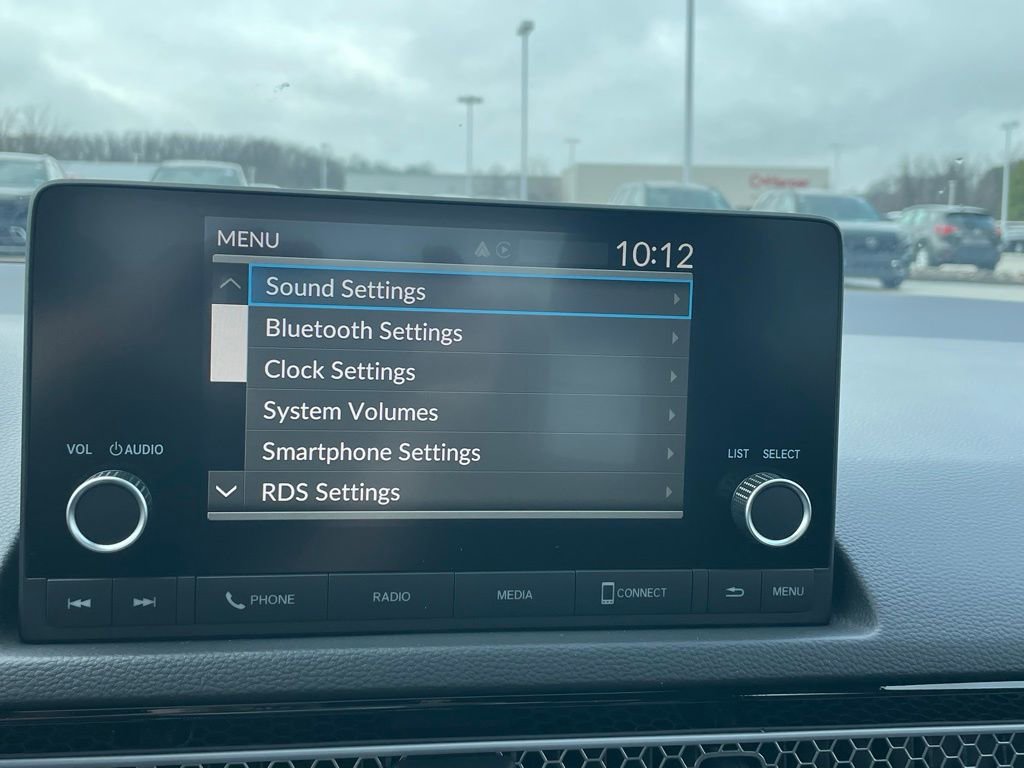 MENU
10:12
Sound Settings
Bluetooth Settings
Clock Settings
System Volumes
Smartphone Settings
RDS Settings
VOL AUDIO
LIST SELECT
PHONE
RADIO
MEDIA
CONNECT
MENU